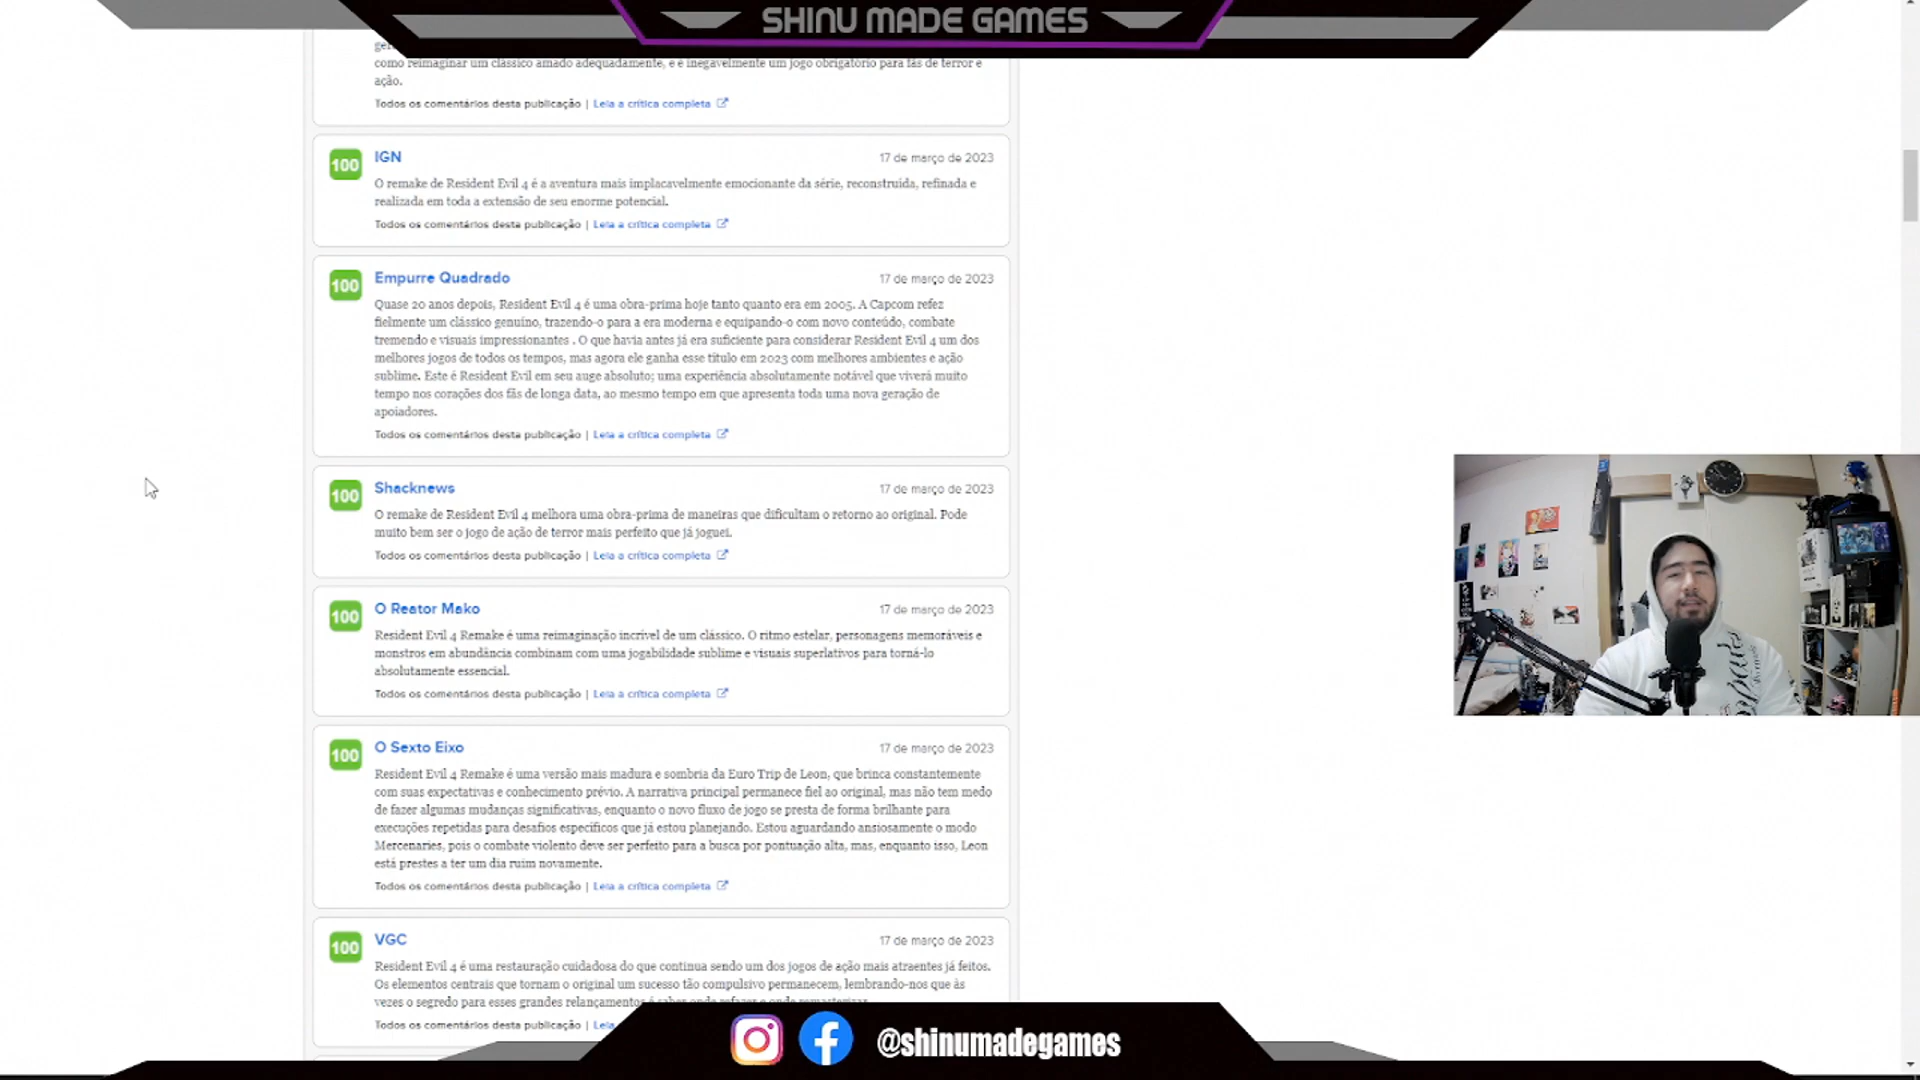 SHINU MADE GAMES
como reimaginar um clássico amado adequadamente, e é inegavelmente um jogo obrigatório para fãs de terror e
ação.
Todos os comentários desta publicação | Leia a crítica completa
100
IGN
17 de março de 2023
O remake de Resident Evil 4 é a aventura mais implacavelmente emocionante da série, reconstruída, refinada e
realizada em toda a extensão de seu enorme potencial.
Todos os comentários desta publicação | Leia a crítica completa
100
Empurre Quadrado
17 de março de 2023
Quase 20 anos depois, Resident Evil 4 é uma obra-prima hoje tanto quanto era em 2005. A Capcom refez
fielmente um clássico genuíno, trazendo-o para a era moderna e equipando-o com novo conteúdo, combate
tremendo e visuais impressionantes . O que havia antes já era suficiente para considerar Resident Evil 4 um dos
melhores jogos de todos os tempos, mas agora ele ganha esse título em 2023 com melhores ambientes e ação
sublime. Este é Resident Evil em seu auge absoluto; uma experiência absolutamente notável que viverá muito
tempo nos corações dos fãs de longa data, ao mesmo tempo em que apresenta toda uma nova geração de
apoiadores.
Todos os comentários desta publicação | Leia a crítica completa
100
Shacknews
17 de março de 2023
O remake de Resident Evil 4 melhora uma obra-prima de maneiras que dificultam o retorno ao original. Pode
muito bem ser o jogo de ação de terror mais perfeito que já joguei.
Todos os comentários desta publicação | Leia a crítica completa
100
O Reator Mako
17 de março de 2023
Resident Evil 4 Remake é uma reimaginação incrível de um clássico. O ritmo estelar, personagens memoráveis e
monstros em abundância combinam com uma jogabilidade sublime e visuais superlativos para torná-lo
absolutamente essencial.
Todos os comentários desta publicação | Leia a crítica completa
100
O Sexto Eixo
17 de março de 2023
Resident Evil 4 Remake é uma versão mais madura e sombria da Euro Trip de Leon, que brinca constantemente
com suas expectativas e conhecimento prévio. A narrativa principal permanece fiel ao original, mas não tem medo
de fazer algumas mudanças significativas, enquanto o novo fluxo de jogo se presta de forma brilhante para
execuções repetidas para desafios específicos que já estou planejando. Estou aguardando ansiosamente o modo
Mercenaries, pois o combate violento deve ser perfeito para a busca por pontuação alta, mas, enquanto isso, Leon
está prestes a ter um dia ruim novamente.
Todos os comentários desta publicação | Leia a crítica completa
100
VGC
17 de março de 2023
Resident Evil 4 é uma restauração cuidadosa do que continua sendo um dos jogos de ação mais atraentes já feitos.
Os elementos centrais que tornam o original um sucesso tão compulsivo permanecem, lembrando-nos que às
vezes o segredo para esses grandes relançamentos é saber onde refazer e onde remasterizar.
Todos os comentários desta publicação | Leia
@shinumadegames